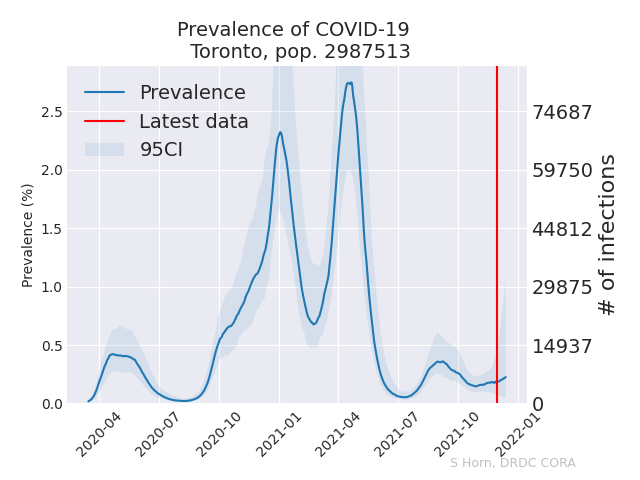 Prevalence of COVID-19
Toronto, pop. 2987513
Prevalence
Latest data
95CI
Prevalence (%)
2.5
2.0
1.5
1.0
0.5
0.0
74687
59750
44812
29875
14937
0
# of infections
2020-04
2020-07
2020-10
2021-01
2021-04
2021-07
2021-10
2022-01
S Horn, DRDC CORA